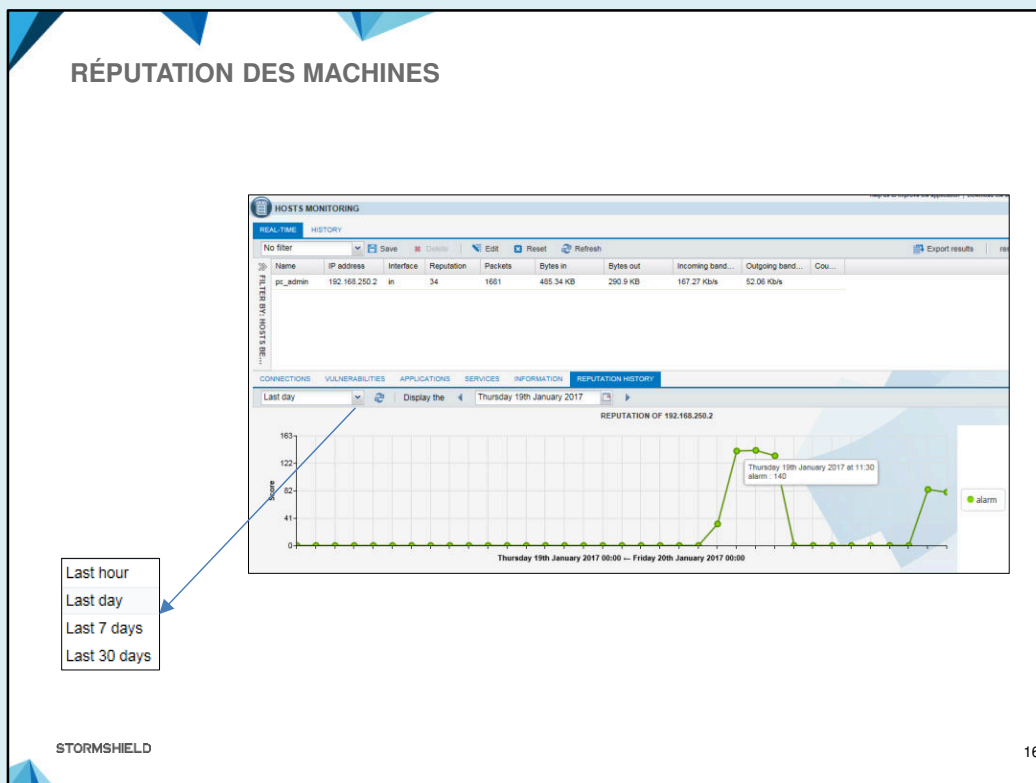 RÉPUTATION DES MACHINES
HOSTS MONITORING
REAL-TIME HISTORY
No filter Save Delete Edit Reset Refresh Export results
Name IP address Interface Reputation Packets Bytes in Bytes out Incoming band... Outgoing band... Cou...
pc_admin 192.168.250.2 in 34 1661 485.34 KB 290.9 KB 167.27 Kb/s 52.06 Kb/s
FILTER BY: HOSTS BE...
CONNECTIONS VULNERABILITIES APPLICATIONS SERVICES INFORMATION REPUTATION HISTORY
Last day Display the Thursday 19th January 2017
REPUTATION OF 192.168.250.2
163
122
82
41
0
Score
Thursday 19th January 2017 at 11:30
alarm : 140
alarm
Thursday 19th January 2017 00:00 — Friday 20th January 2017 00:00
Last hour
Last day
Last 7 days
Last 30 days
STORMSHIELD
16